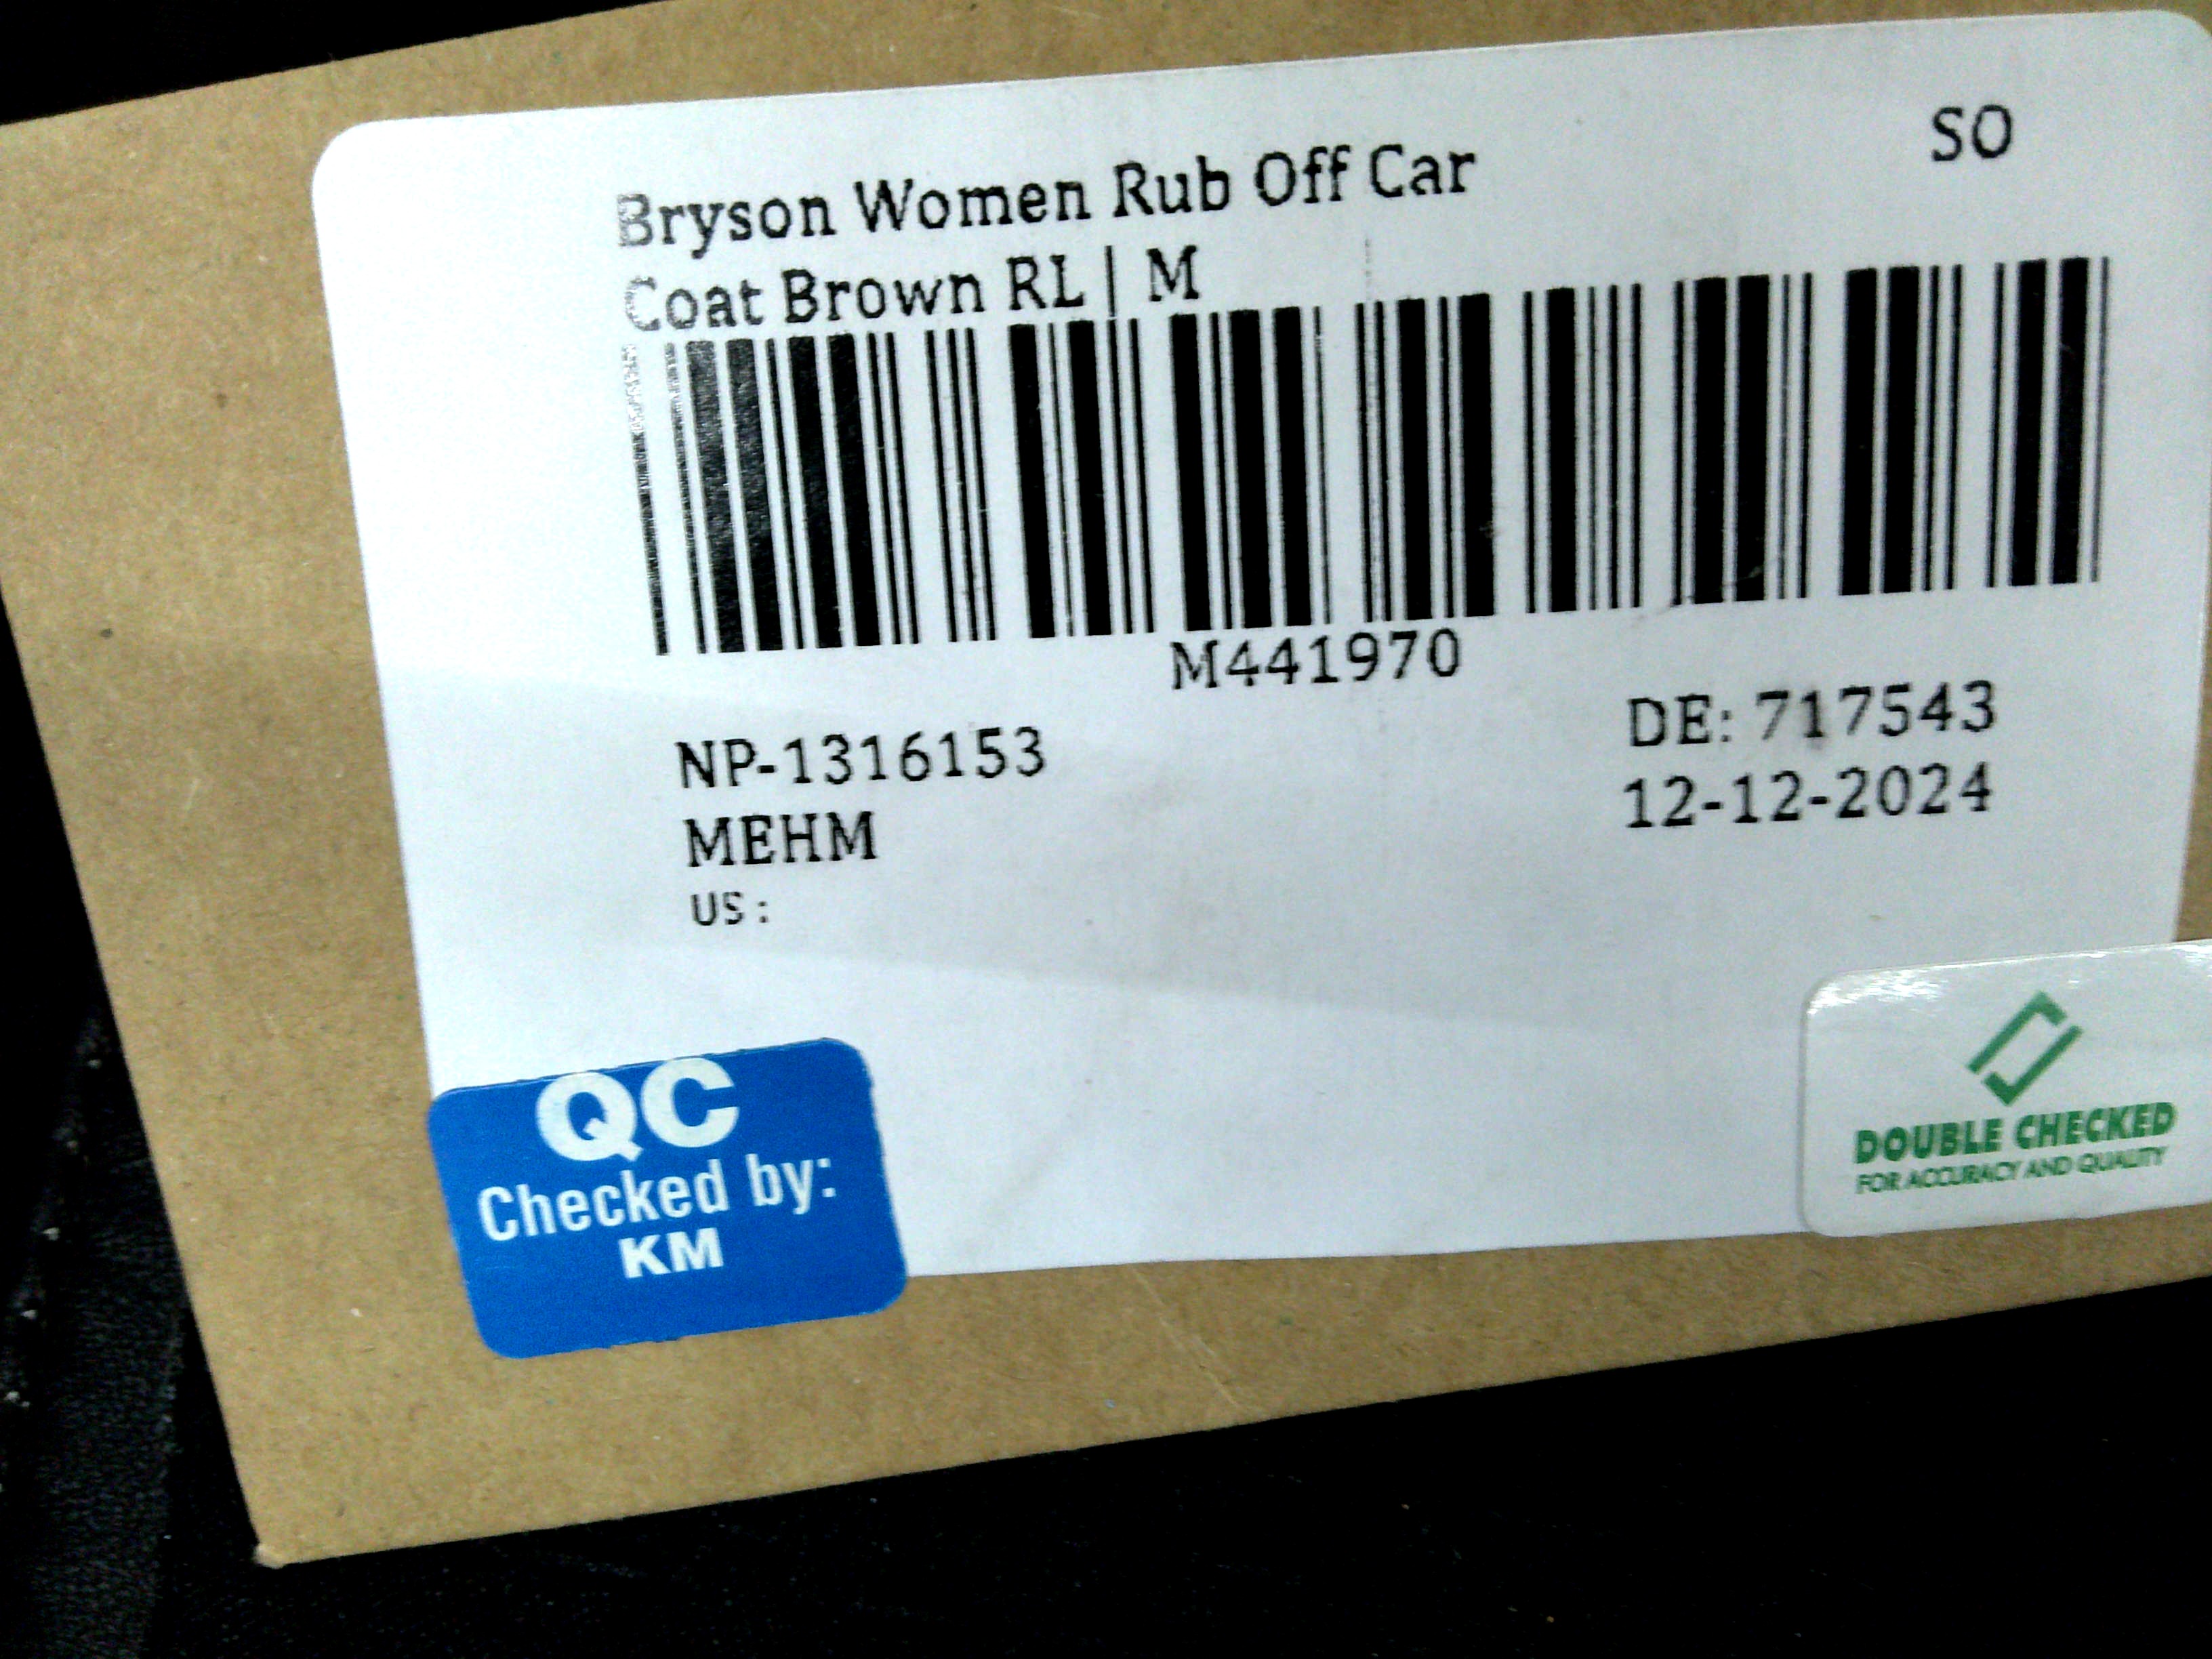 SO
Bryson Women Rub Off Car
Coat Brown RL | M
M441970
NP-1316153
DE: 717543
MEHM
12-12-2024
US :
QC
Checked by:
KM
DOUBLE CHECKED
FOR ACCURACY AND QUALITY